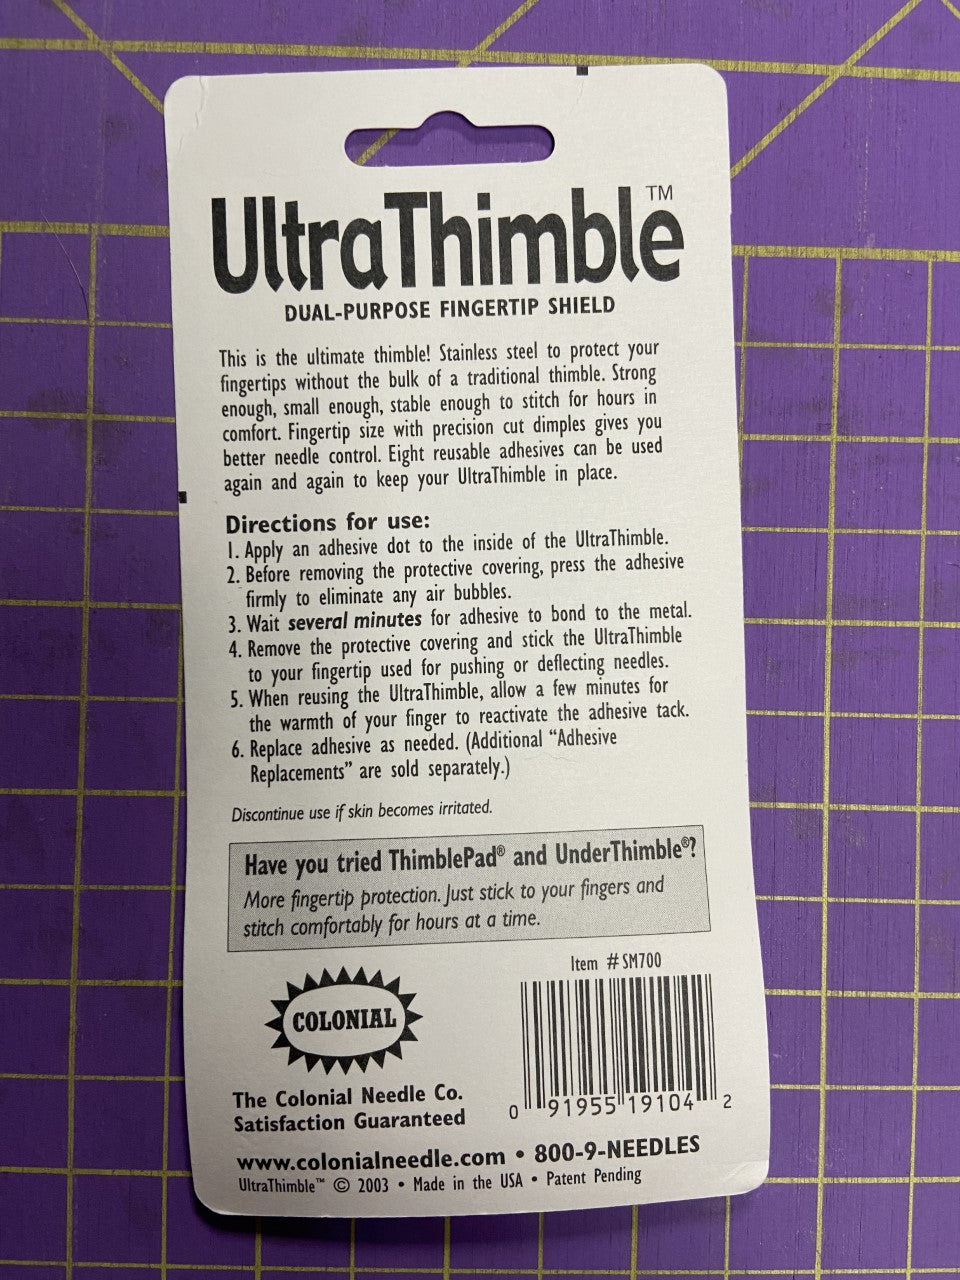 UltraThimble™
DUAL-PURPOSE FINGERTIP SHIELD
This is the ultimate thimble! Stainless steel to protect your
fingertips without the bulk of a traditional thimble. Strong
enough, small enough, stable enough to stitch for hours in
comfort. Fingertip size with precision cut dimples gives you
better needle control. Eight reusable adhesives can be used
again and again to keep your UltraThimble in place.
Directions for use:
1. Apply an adhesive dot to the inside of the UltraThimble.
2. Before removing the protective covering, press the adhesive
firmly to eliminate any air bubbles.
3. Wait several minutes for adhesive to bond to the metal.
4. Remove the protective covering and stick the UltraThimble
to your fingertip used for pushing or deflecting needles.
5. When reusing the UltraThimble, allow a few minutes for
the warmth of your finger to reactivate the adhesive tack.
6. Replace adhesive as needed. (Additional “Adhesive
Replacements” are sold separately.)
Discontinue use if skin becomes irritated.
Have you tried ThimblePad® and UnderThimble®?
More fingertip protection. Just stick to your fingers and
stitch comfortably for hours at a time.
Item #SM700
COLONIAL
0 91955 19104 2
The Colonial Needle Co.
Satisfaction Guaranteed
www.colonialneedle.com • 800-9-NEEDLES
UltraThimble™ © 2003 • Made in the USA • Patent Pending